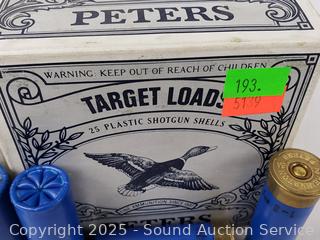 PETERS
WARNING: KEEP OUT OF REACH OF CHILDREN
193.
TARGET LOADS
5139
25 PLASTIC SHOTGUN SHELLS
PETERS
Copyright 2025 - Sound Auction Service